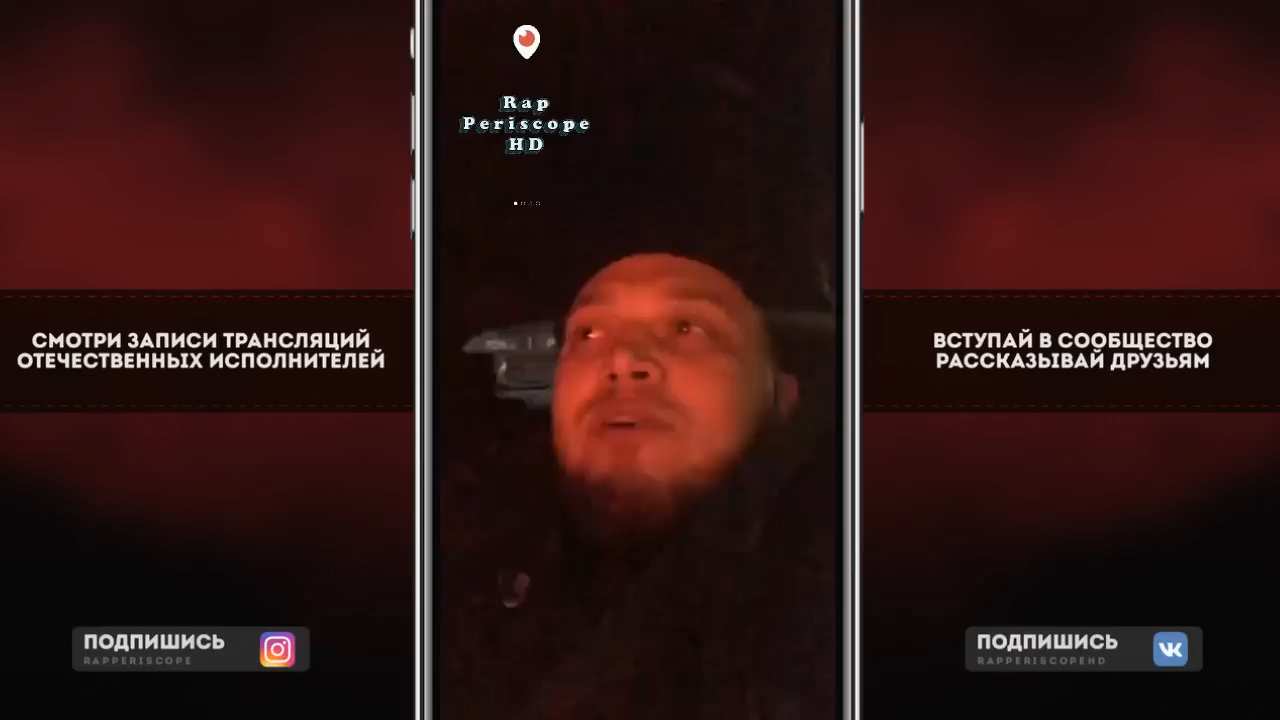 Rap
Periscope
HD
СМОТРИ ЗАПИСИ ТРАНСЛЯЦИЙ
ОТЕЧЕСТВЕННЫХ ИСПОЛНИТЕЛЕЙ
ВСТУПАЙ В СООБЩЕСТВО
РАССКАЗЫВАЙ ДРУЗЬЯМ
ПОДПИШИСЬ
RAPPERISCOPE
ПОДПИШИСЬ
RAPPERISCOPEHD